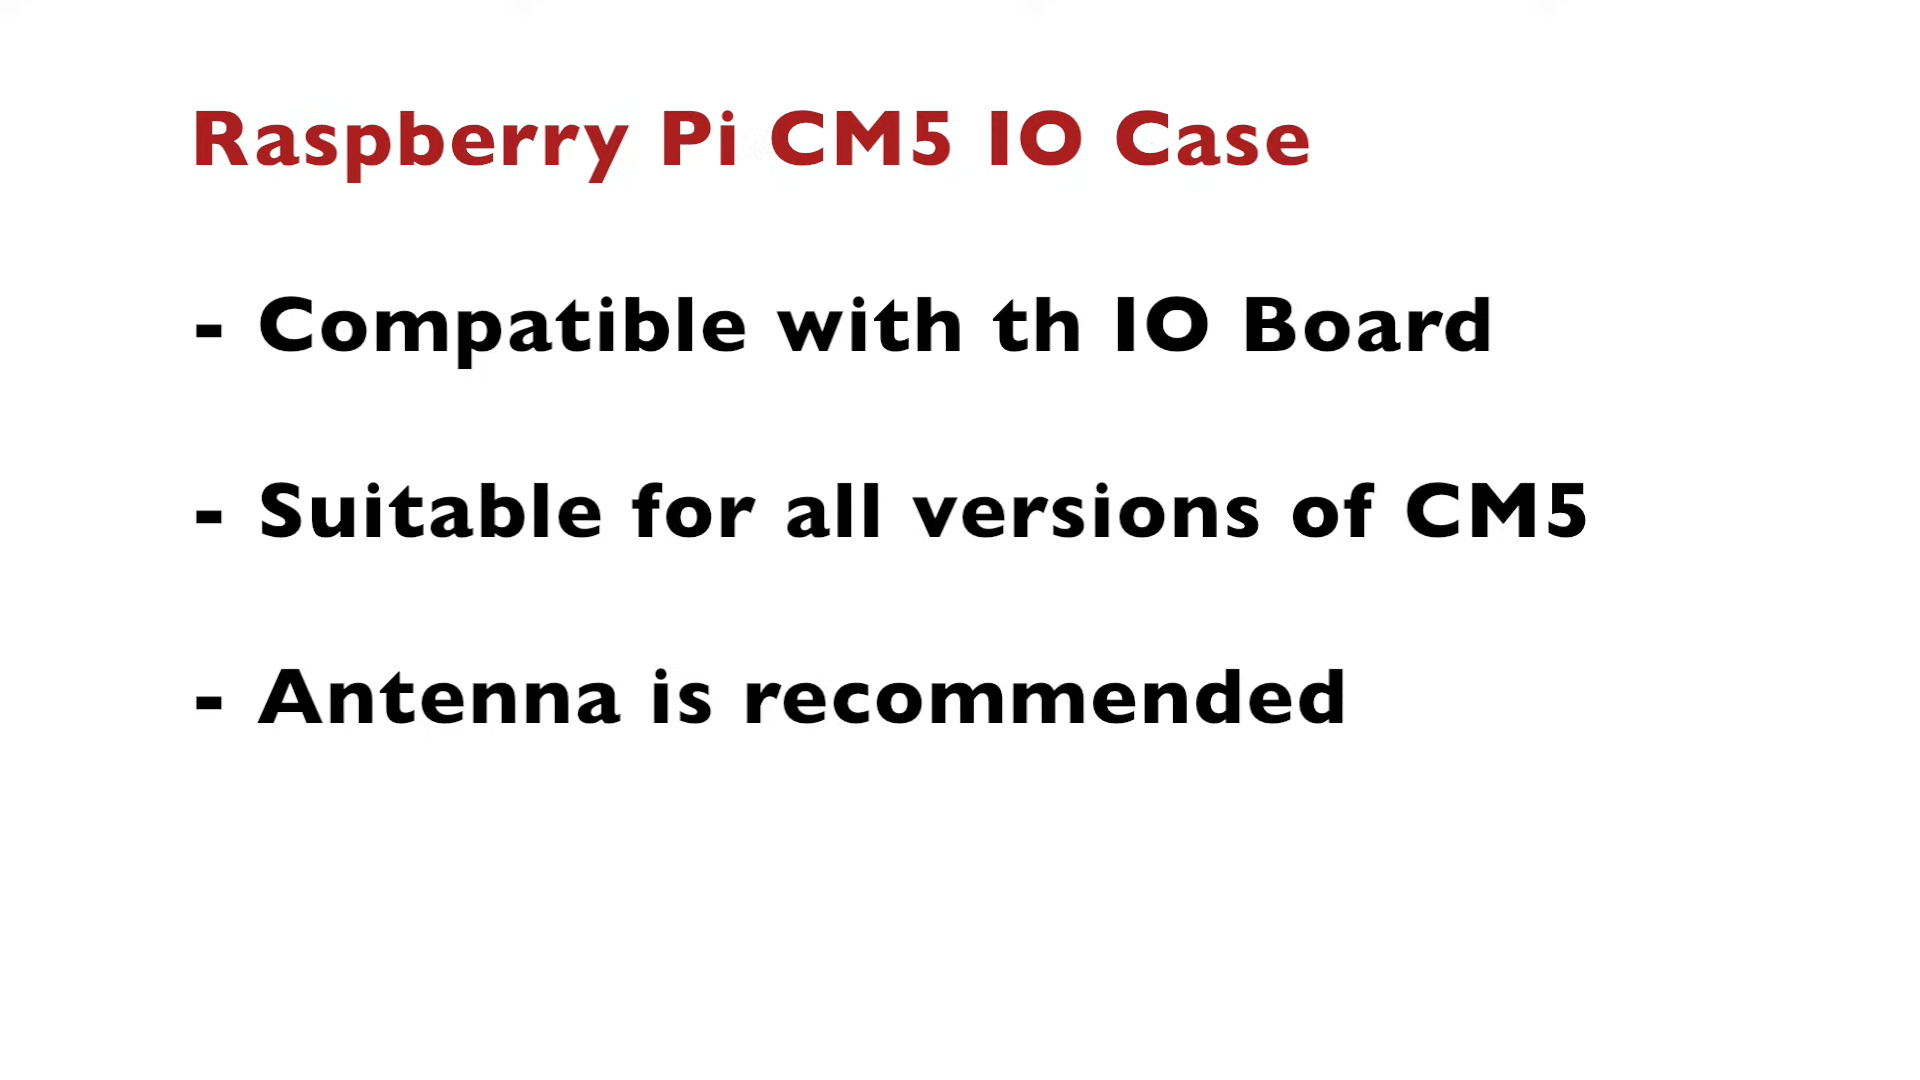 Raspberry Pi CM5 IO Case
- Compatible with th IO Board
- Suitable for all versions of CM5
- Antenna is recommended